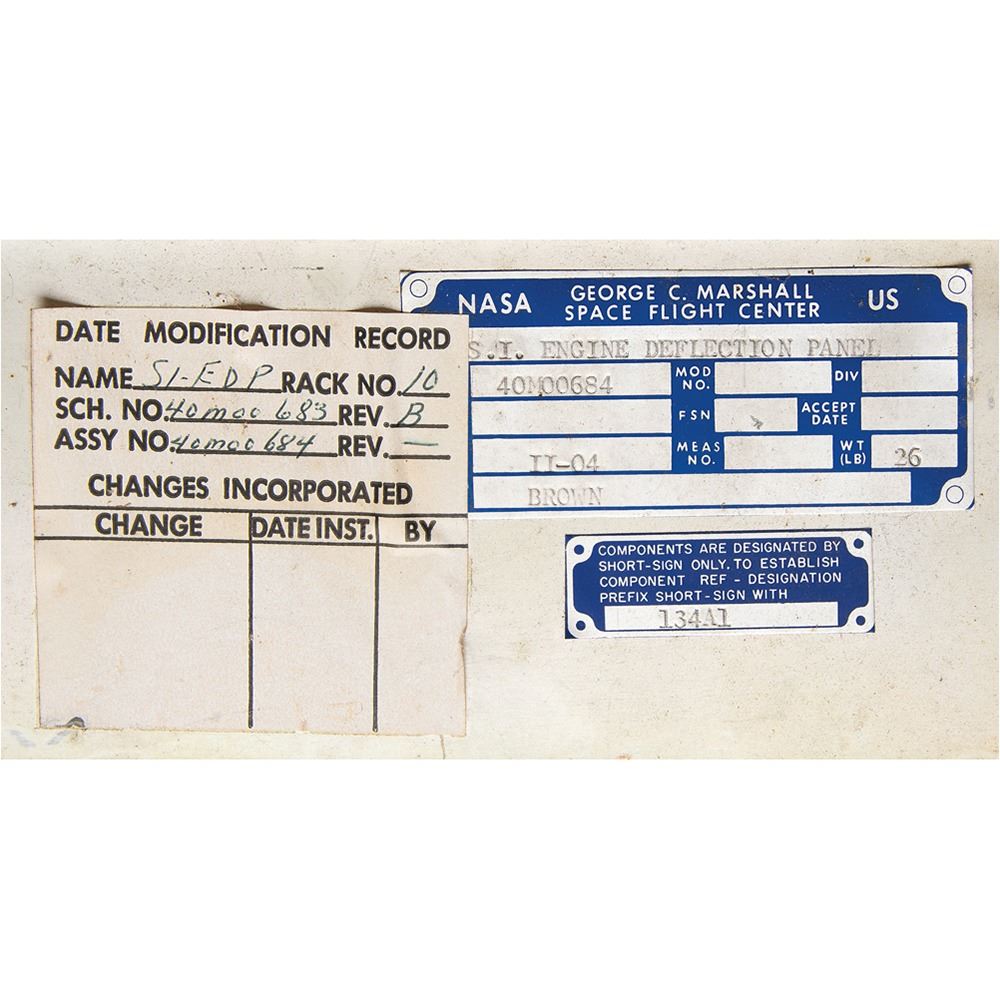 DATE MODIFICATION RECORD
NAME SI-EDP RACK NO. 10
SCH. NO. 40m00 683 REV. B
ASSY NO. 40m00684 REV. —
CHANGES INCORPORATED
CHANGE DATE INST. BY
NASA GEORGE C. MARSHALL SPACE FLIGHT CENTER US
S.I. ENGINE DEFLECTION PANEL
40M00684 MOD NO. DIV
FSN ACCEPT DATE
II-04 MEAS NO. WT (LB) 26
BROWN
COMPONENTS ARE DESIGNATED BY
SHORT-SIGN ONLY. TO ESTABLISH
COMPONENT REF - DESIGNATION
PREFIX SHORT-SIGN WITH
134A1